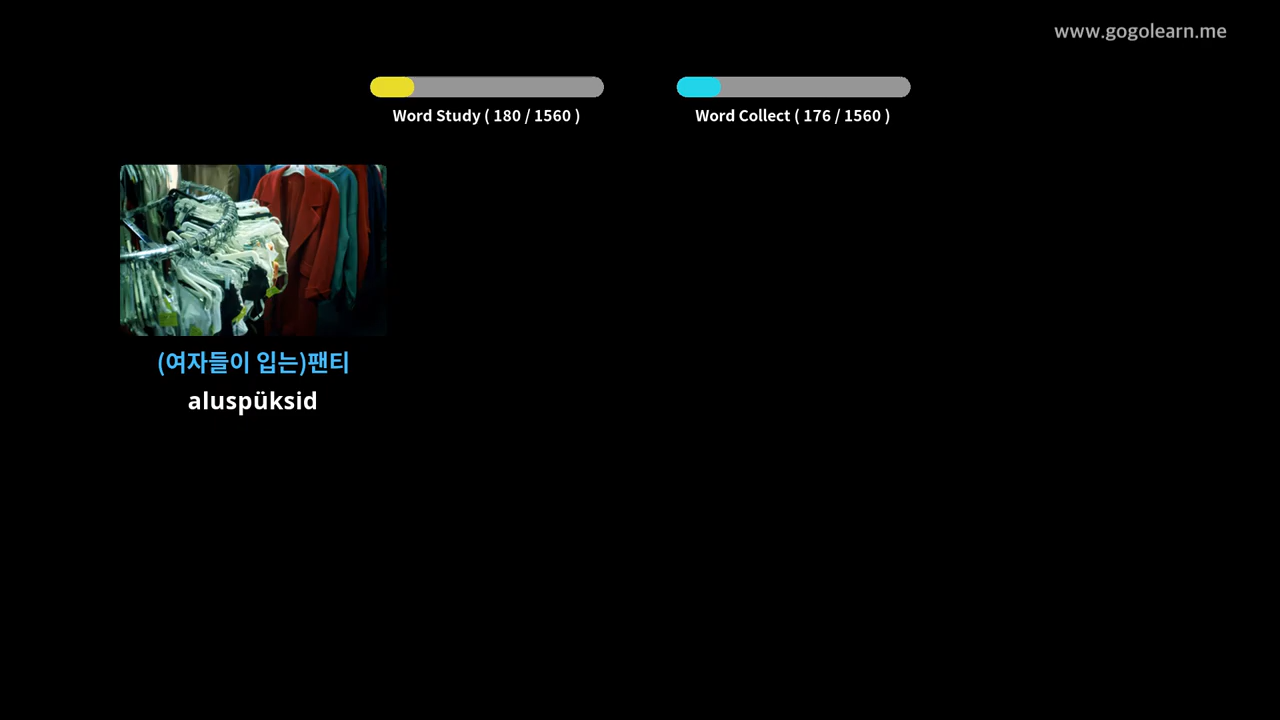 www.gogolearn.me
Word Study ( 180 / 1560 )
Word Collect ( 176 / 1560 )
(여자들이 입는)팬티
aluspüksid